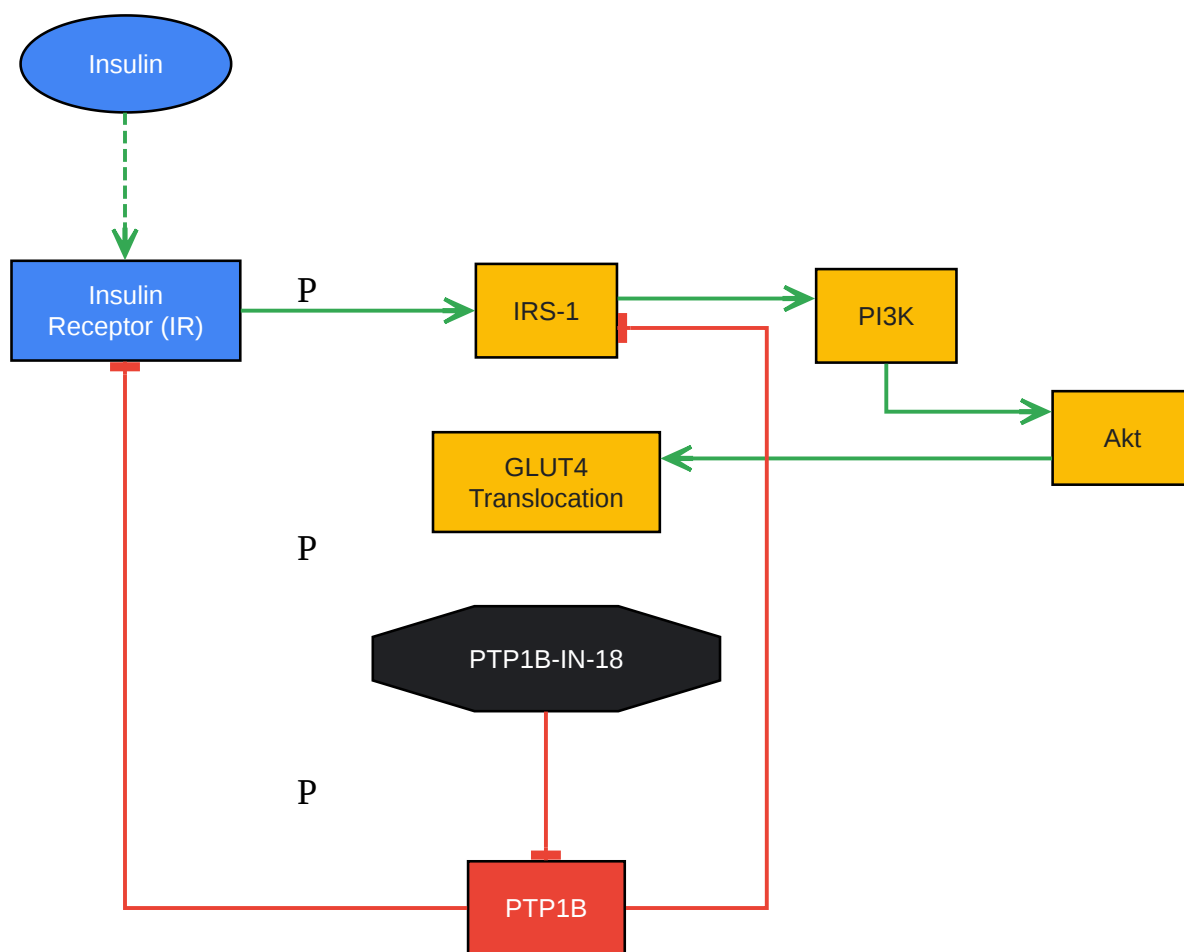 Insulin
Insulin
Receptor (IR)
P
IRS-1
PI3K
Akt
GLUT4
Translocation
P
PTP1B-IN-18
P
PTP1B